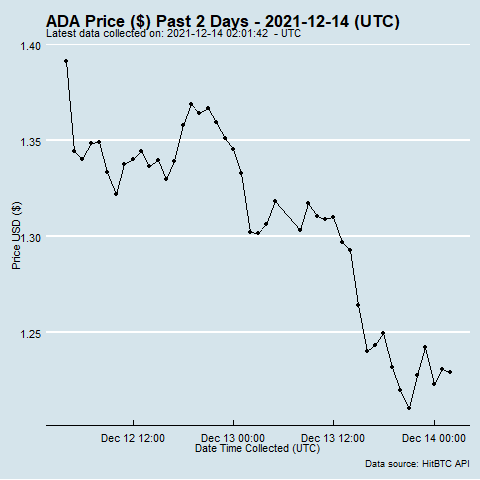 ADA Price ($) Past 2 Days - 2021-12-14 (UTC)
Latest data collected on: 2021-12-14 02:01:42  - UTC
1.40
1.35
1.30
1.25
Price USD ($)
Dec 12 12:00
Dec 13 00:00
Dec 13 12:00
Dec 14 00:00
Date Time Collected (UTC)
Data source: HitBTC API